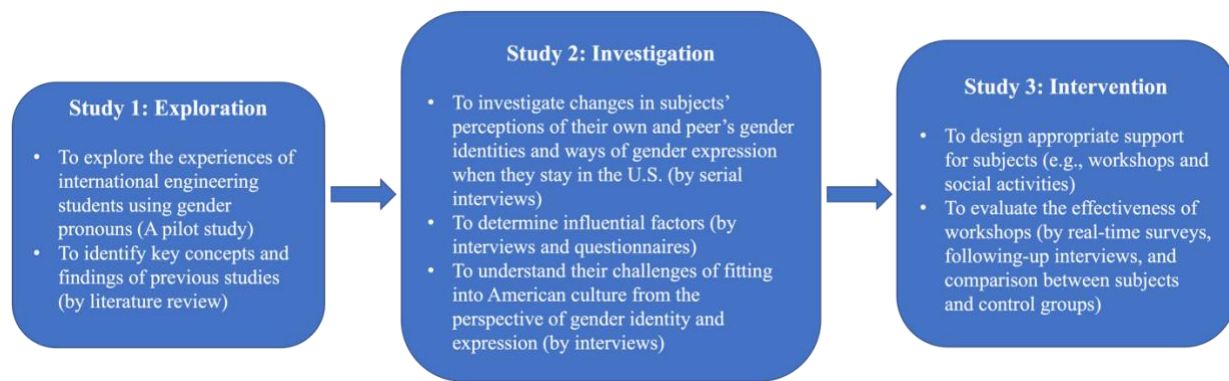 Study 1: Exploration
• To explore the experiences of
international engineering
students using gender
pronouns (A pilot study)
• To identify key concepts and
findings of previous studies
(by literature review)
Study 2: Investigation
• To investigate changes in subjects’
perceptions of their own and peer’s gender
identities and ways of gender expression
when they stay in the U.S. (by serial
interviews)
• To determine influential factors (by
interviews and questionnaires)
• To understand their challenges of fitting
into American culture from the
perspective of gender identity and
expression (by interviews)
Study 3: Intervention
• To design appropriate support
for subjects (e.g., workshops and
social activities)
• To evaluate the effectiveness of
workshops (by real-time surveys,
following-up interviews, and
comparison between subjects
and control groups)